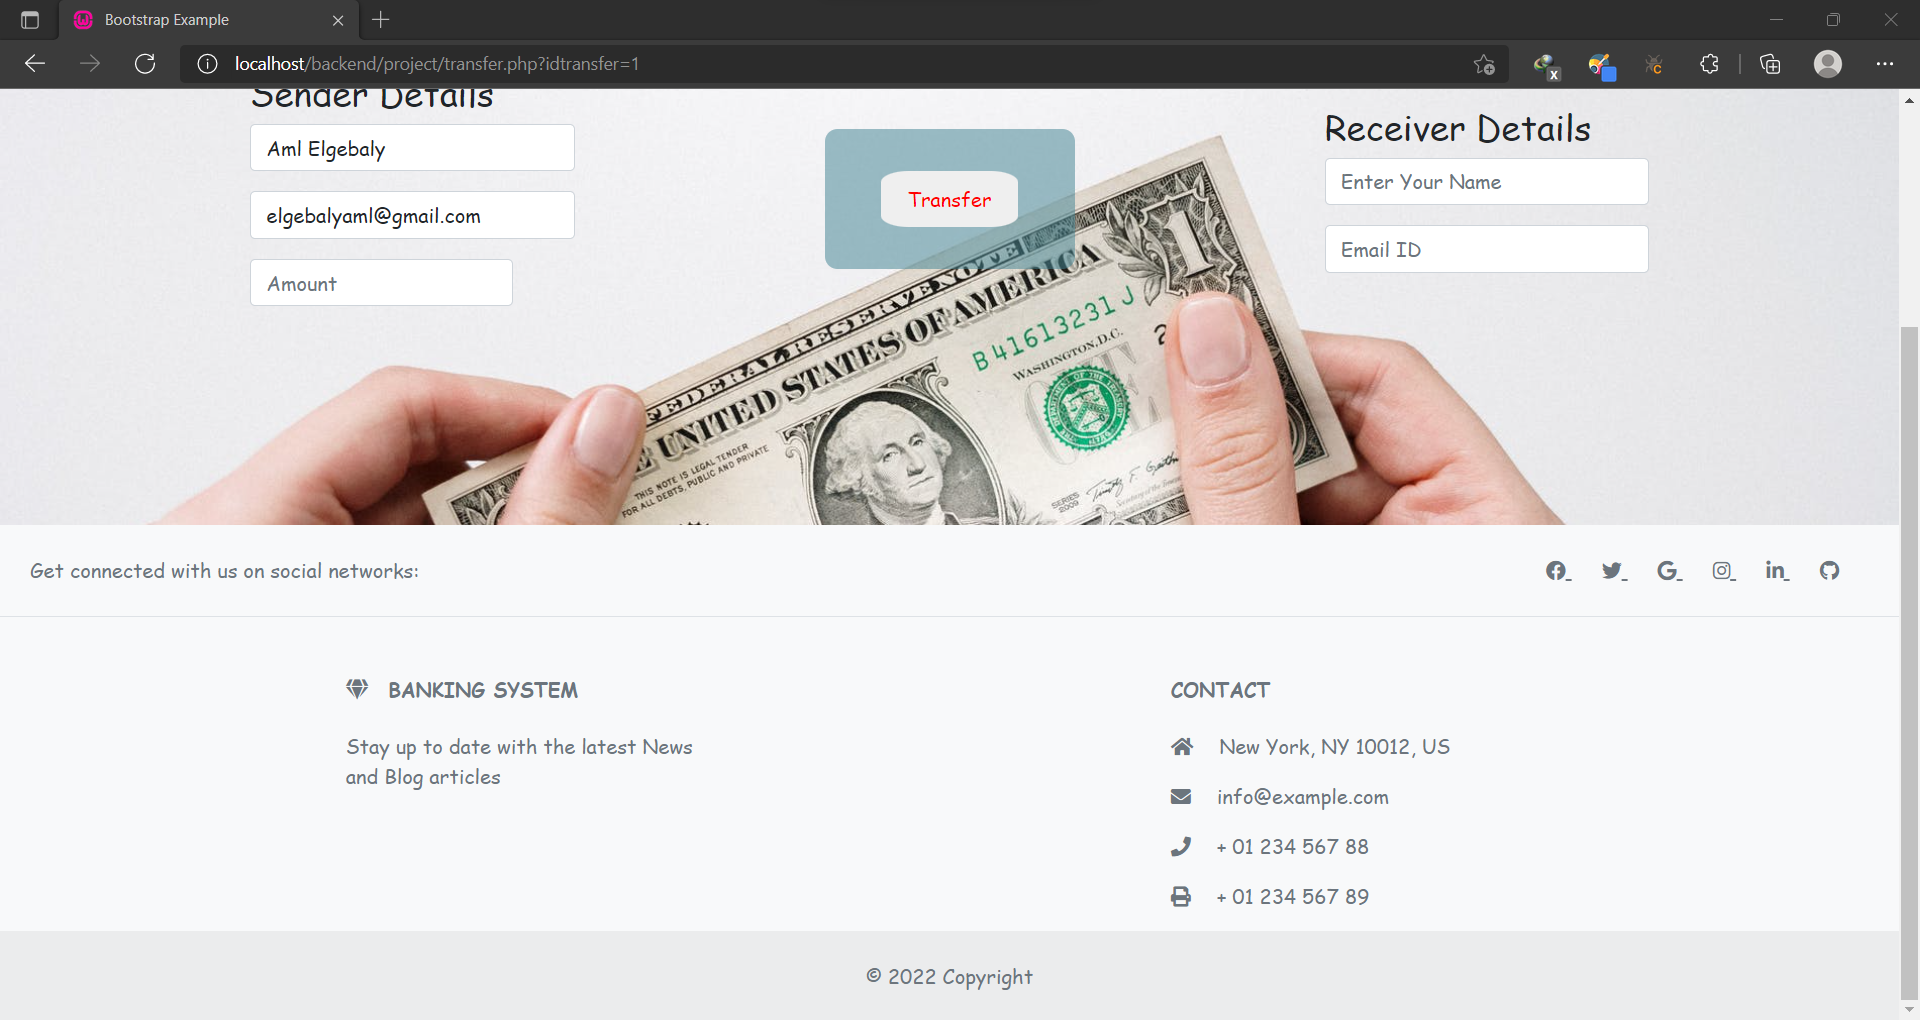 Bootstrap Example
localhost/backend/project/transfer.php?idtransfer=1
Sender Details
Aml Elgebaly
elgebalyaml@gmail.com
Amount
Transfer
Receiver Details
Enter Your Name
Email ID
FEDERAL RESERVE NOTE
THE UNITED STATES OF AMERICA
THIS NOTE IS LEGAL TENDER
FOR ALL DEBTS, PUBLIC AND PRIVATE
B 41613231 J
WASHINGTON, D.C.
1
ONE
SERIES
2009
Get connected with us on social networks:
BANKING SYSTEM
Stay up to date with the latest News
and Blog articles
CONTACT
New York, NY 10012, US
info@example.com
+ 01 234 567 88
+ 01 234 567 89
© 2022 Copyright